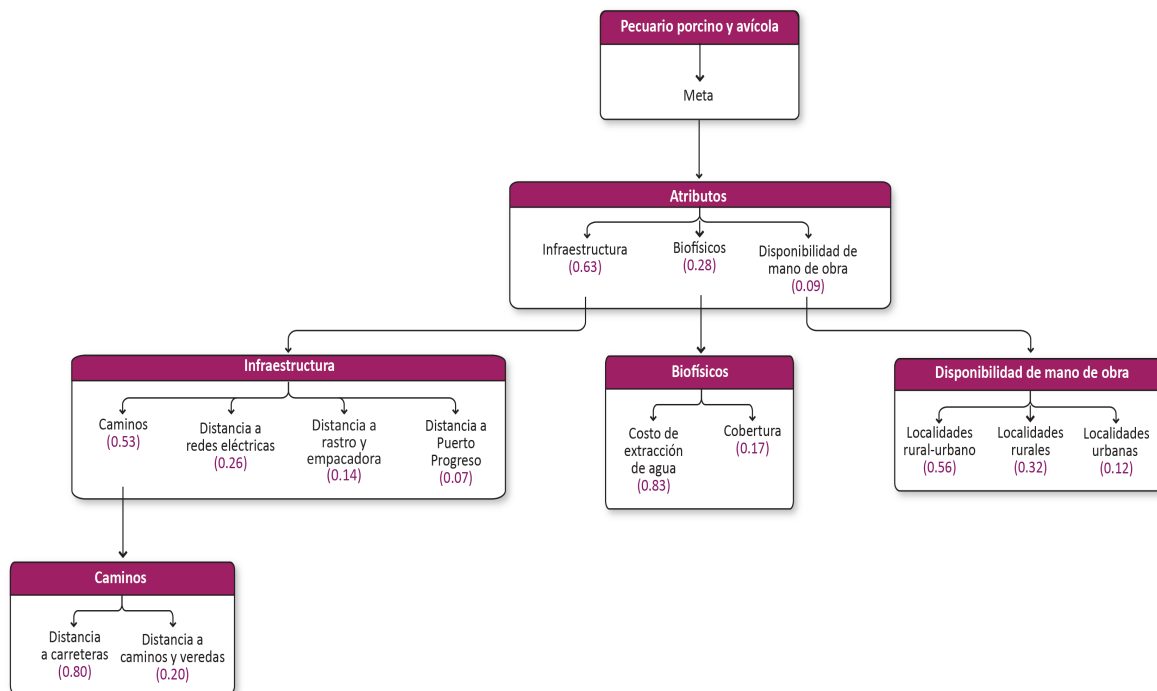 Pecuario porcino y avícola
Meta
Atributos
Infraestructura
(0.63)
Biofísicos
(0.28)
Disponibilidad de
mano de obra
(0.09)
Infraestructura
Caminos
(0.53)
Distancia a
redes eléctricas
(0.26)
Distancia a
rastro y
empacadora
(0.14)
Distancia a
Puerto
Progreso
(0.07)
Biofísicos
Costo de
extracción
de agua
(0.83)
Cobertura
(0.17)
Disponibilidad de mano de obra
Localidades
rural-urbano
(0.56)
Localidades
rurales
(0.32)
Localidades
urbanas
(0.12)
Caminos
Distancia
a carreteras
(0.80)
Distancia a
caminos y veredas
(0.20)